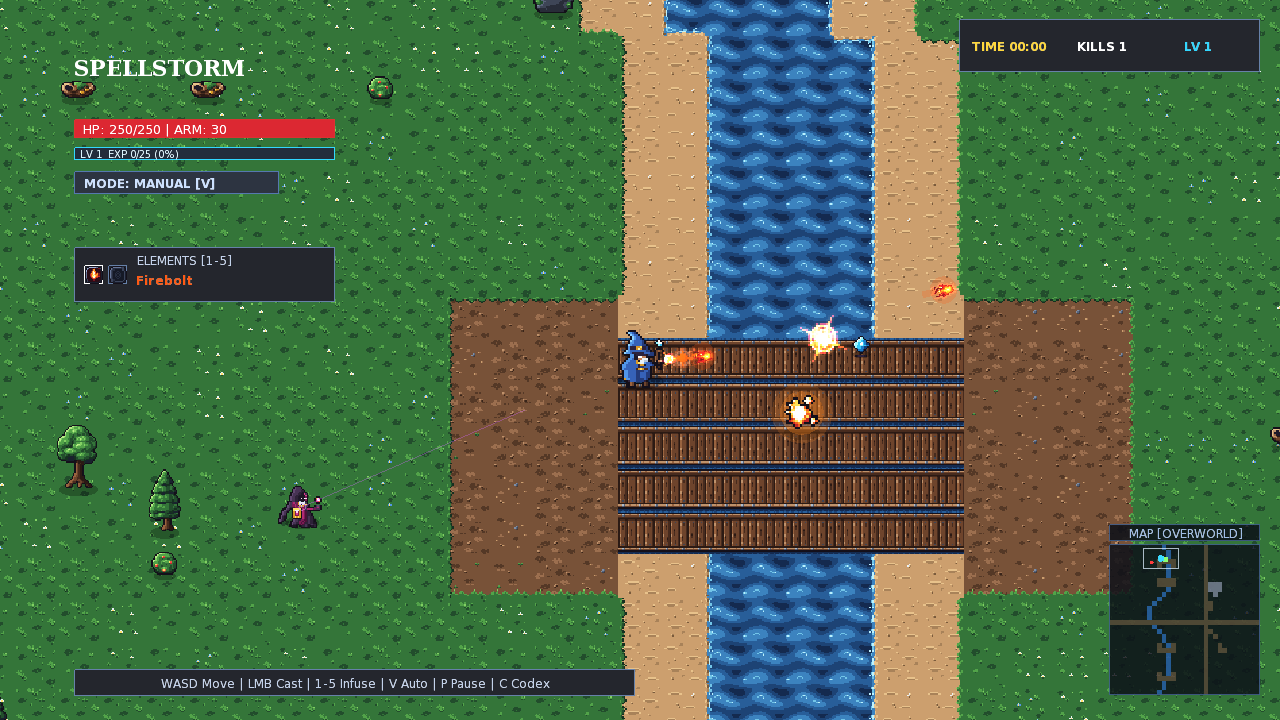 SPELLSTORM
TIME 00:00 KILLS 1 LV 1
HP: 250/250 | ARM: 30
LV 1 EXP 0/25 (0%)
MODE: MANUAL [V]
ELEMENTS [1-5]
Firebolt
MAP [OVERWORLD]
WASD Move | LMB Cast | 1-5 Infuse | V Auto | P Pause | C Codex